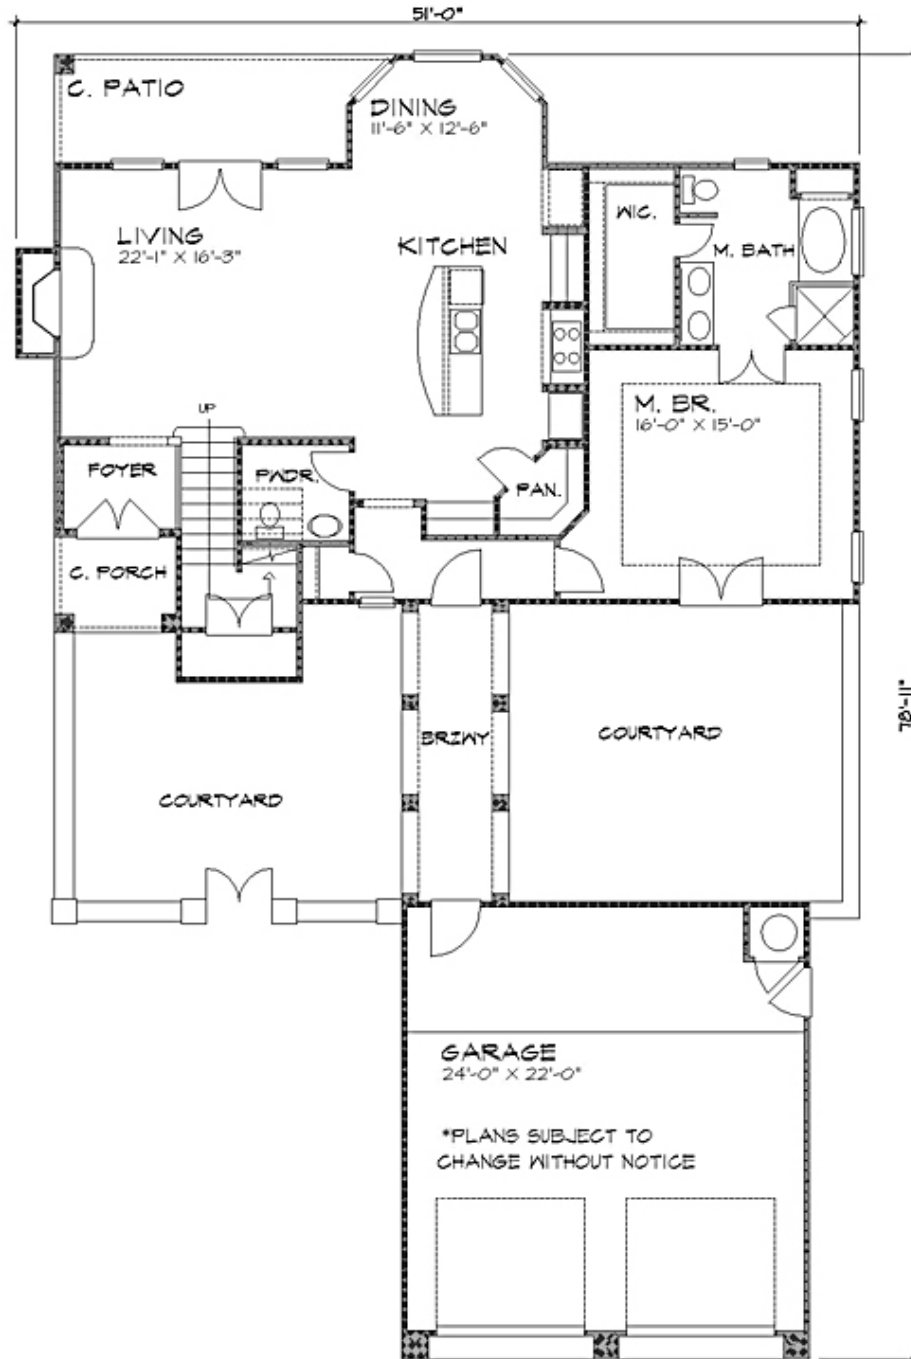 51'-0"
C. PATIO
DINING
11'-6" X 12'-6"
LIVING
22'-1" X 16'-3"
KITCHEN
WIC.
M. BATH
M. BR.
16'-0" X 15'-0"
UP
FOYER
PWDR.
PAN.
C. PORCH
78'-11"
BRZWY
COURTYARD
COURTYARD
GARAGE
24'-0" X 22'-0"
*PLANS SUBJECT TO
CHANGE WITHOUT NOTICE